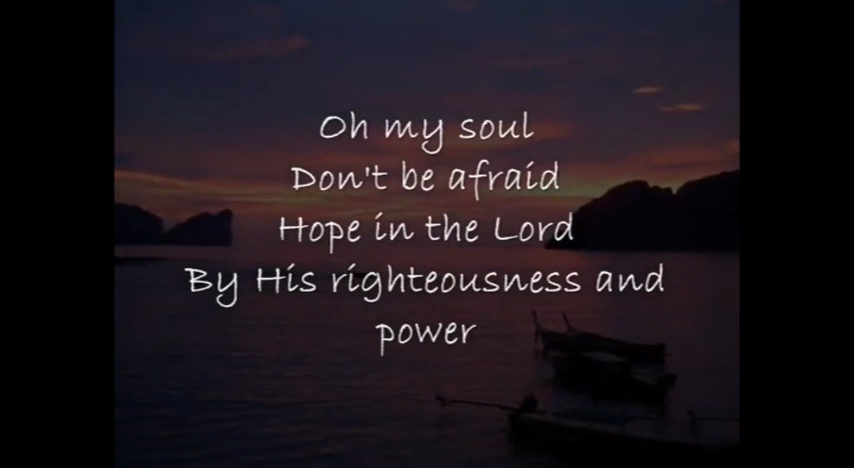 Oh my soul
Don't be afraid
Hope in the Lord
By His righteousness and
power